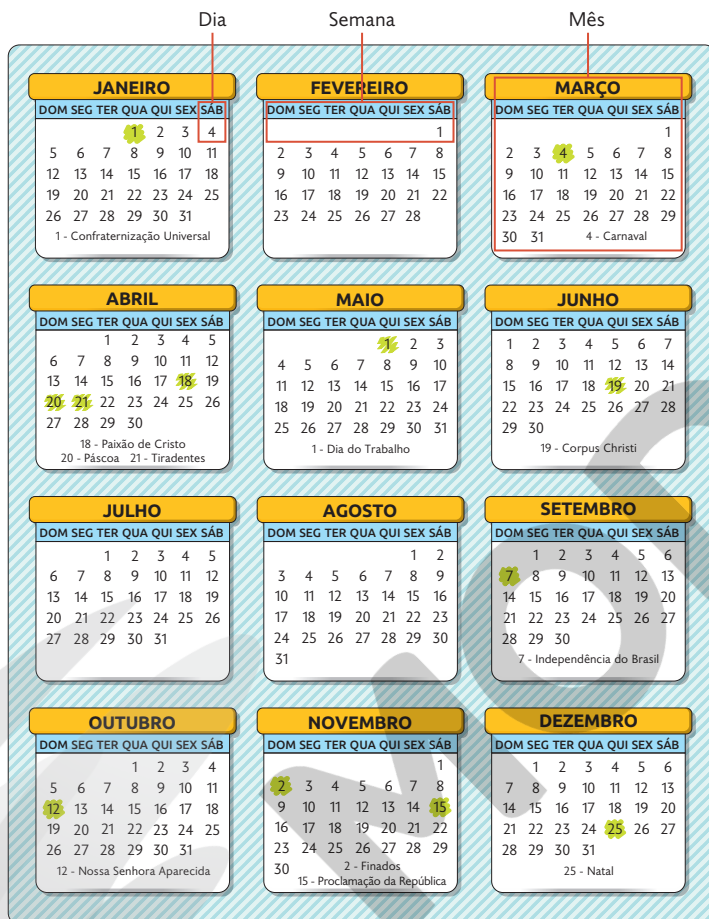 Dia Semana Mês
JANEIRO
DOM SEG TER QUA QUI SEX SÁB
1 2 3 4
5 6 7 8 9 10 11
12 13 14 15 16 17 18
19 20 21 22 23 24 25
26 27 28 29 30 31
1 - Confraternização Universal
FEVEREIRO
DOM SEG TER QUA QUI SEX SÁB
1
2 3 4 5 6 7 8
9 10 11 12 13 14 15
16 17 18 19 20 21 22
23 24 25 26 27 28
MARÇO
DOM SEG TER QUA QUI SEX SÁB
1
2 3 4 5 6 7 8
9 10 11 12 13 14 15
16 17 18 19 20 21 22
23 24 25 26 27 28 29
30 31 4 - Carnaval
ABRIL
DOM SEG TER QUA QUI SEX SÁB
1 2 3 4 5
6 7 8 9 10 11 12
13 14 15 16 17 18 19
20 21 22 23 24 25 26
27 28 29 30
18 - Paixão de Cristo
20 - Páscoa 21 - Tiradentes
MAIO
DOM SEG TER QUA QUI SEX SÁB
1 2 3
4 5 6 7 8 9 10
11 12 13 14 15 16 17
18 19 20 21 22 23 24
25 26 27 28 29 30 31
1 - Dia do Trabalho
JUNHO
DOM SEG TER QUA QUI SEX SÁB
1 2 3 4 5 6 7
8 9 10 11 12 13 14
15 16 17 18 19 20 21
22 23 24 25 26 27 28
29 30
19 - Corpus Christi
JULHO
DOM SEG TER QUA QUI SEX SÁB
1 2 3 4 5
6 7 8 9 10 11 12
13 14 15 16 17 18 19
20 21 22 23 24 25 26
27 28 29 30 31
AGOSTO
DOM SEG TER QUA QUI SEX SÁB
1 2
3 4 5 6 7 8 9
10 11 12 13 14 15 16
17 18 19 20 21 22 23
24 25 26 27 28 29 30
31
SETEMBRO
DOM SEG TER QUA QUI SEX SÁB
1 2 3 4 5 6
7 8 9 10 11 12 13
14 15 16 17 18 19 20
21 22 23 24 25 26 27
28 29 30
7 - Independência do Brasil
OUTUBRO
DOM SEG TER QUA QUI SEX SÁB
1 2 3 4
5 6 7 8 9 10 11
12 13 14 15 16 17 18
19 20 21 22 23 24 25
26 27 28 29 30 31
12 - Nossa Senhora Aparecida
NOVEMBRO
DOM SEG TER QUA QUI SEX SÁB
1
2 3 4 5 6 7 8
9 10 11 12 13 14 15
16 17 18 19 20 21 22
23 24 25 26 27 28 29
30 2 - Finados
15 - Proclamação da República
DEZEMBRO
DOM SEG TER QUA QUI SEX SÁB
1 2 3 4 5 6
7 8 9 10 11 12 13
14 15 16 17 18 19 20
21 22 23 24 25 26 27
28 29 30 31
25 - Natal